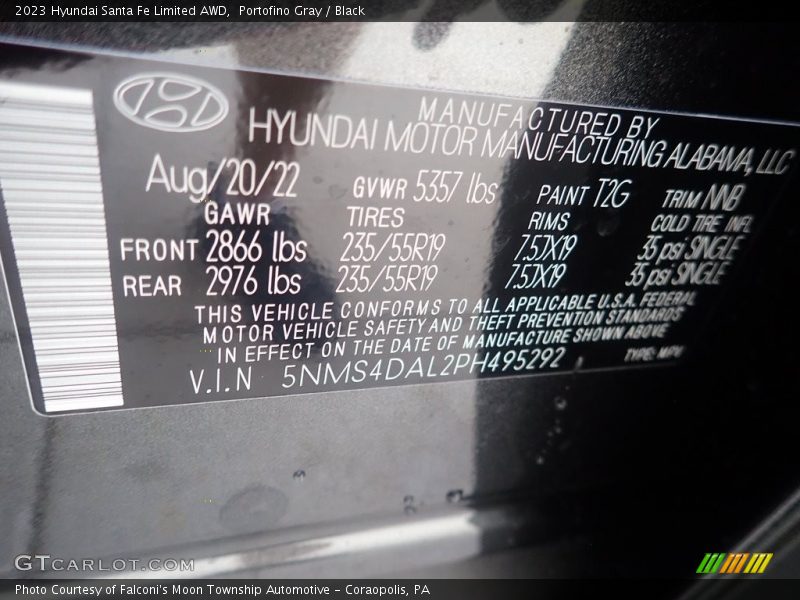 2023 Hyundai Santa Fe Limited AWD, Portofino Gray / Black
MANUFACTURED BY
HYUNDAI MOTOR MANUFACTURING ALABAMA, LLC
Aug/20/22 GVWR 5357 lbs PAINT T2G TRIM NNB
GAWR TIRES RIMS COLD TIRE INFL
FRONT 2866 lbs 235/55R19 7.5JX19 35 psi SINGLE
REAR 2976 lbs 235/55R19 7.5JX19 35 psi SINGLE
THIS VEHICLE CONFORMS TO ALL APPLICABLE U.S.A. FEDERAL
MOTOR VEHICLE SAFETY AND THEFT PREVENTION STANDARDS
IN EFFECT ON THE DATE OF MANUFACTURE SHOWN ABOVE
V.I.N 5NMS4DAL2PH495292 TYPE: MPV
GTCARLOT.COM
Photo Courtesy of Falconi's Moon Township Automotive - Coraopolis, PA